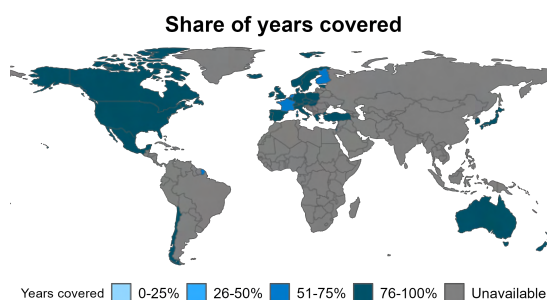 Share of years covered
Years covered 0-25% 26-50% 51-75% 76-100% Unavailable